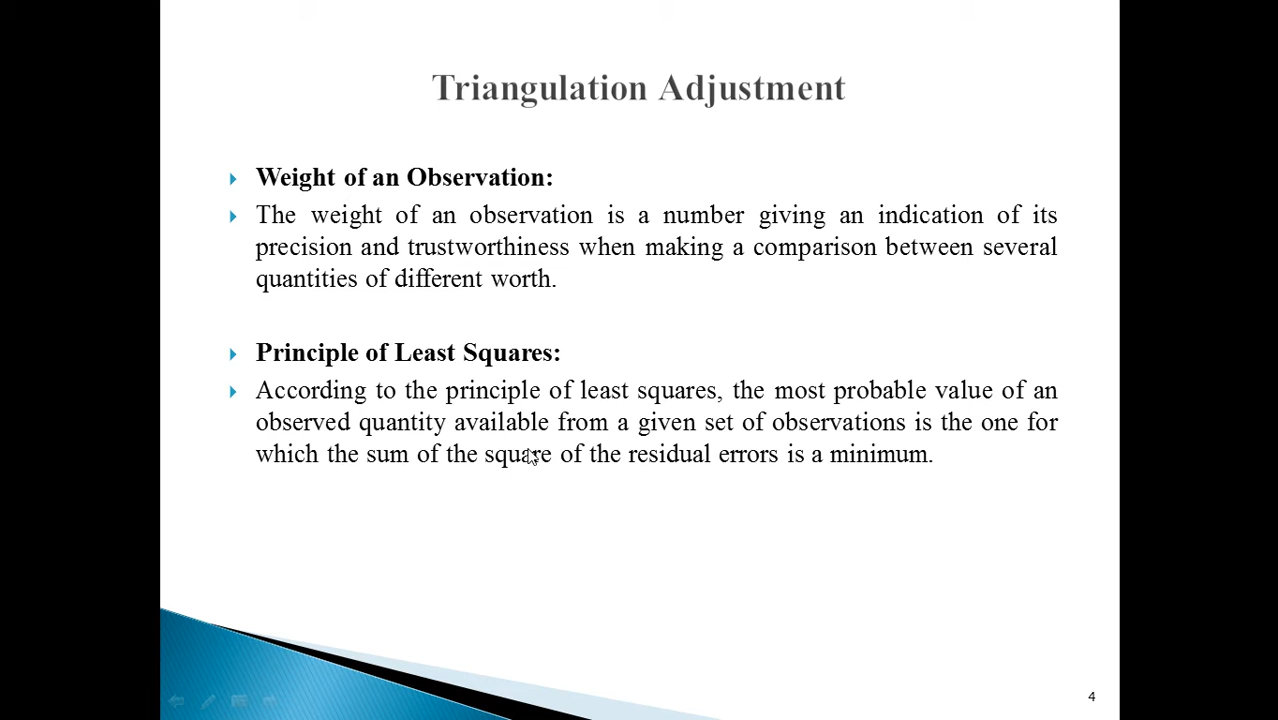 Triangulation Adjustment
Weight of an Observation:
The weight of an observation is a number giving an indication of its
precision and trustworthiness when making a comparison between several
quantities of different worth.
Principle of Least Squares:
According to the principle of least squares, the most probable value of an
observed quantity available from a given set of observations is the one for
which the sum of the square of the residual errors is a minimum.
4